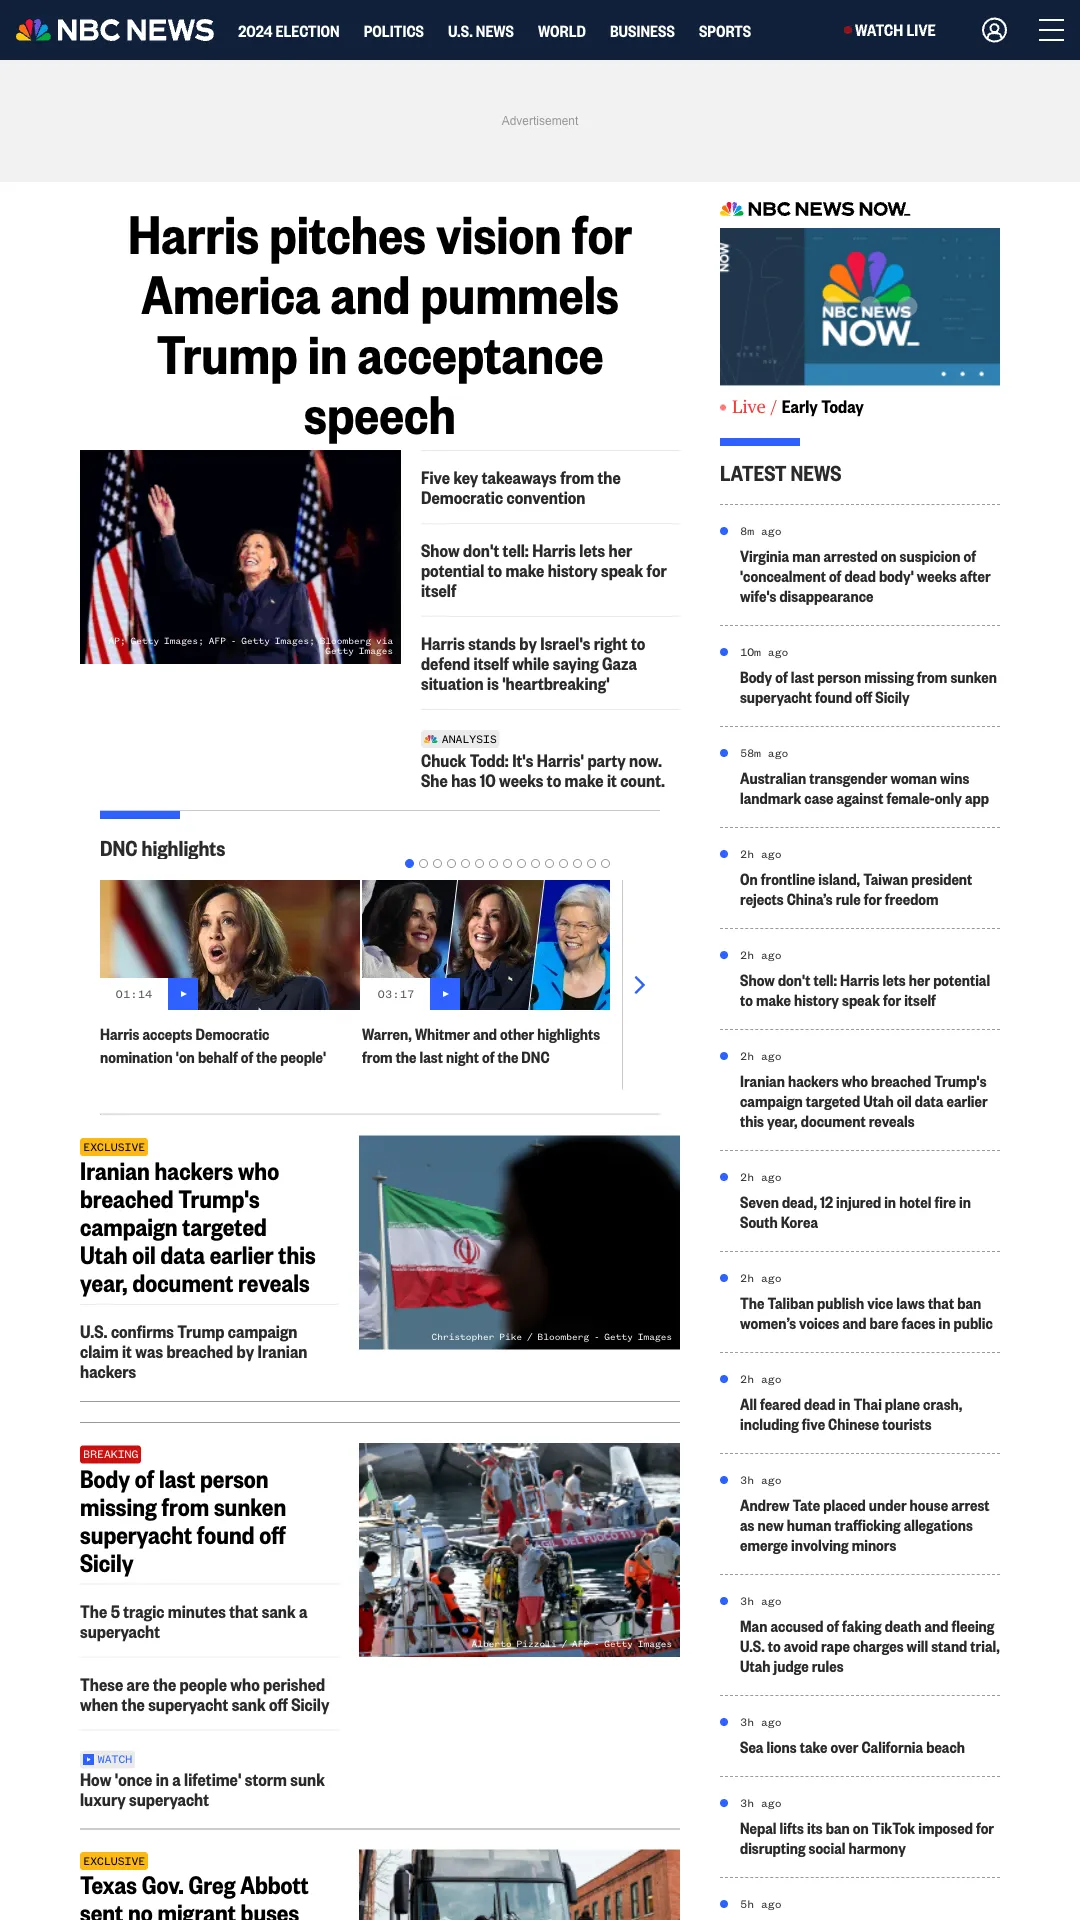 NBC NEWS
2024 ELECTION
POLITICS
U.S. NEWS
WORLD
BUSINESS
SPORTS
WATCH LIVE
Advertisement
Harris pitches vision for
America and pummels
Trump in acceptance
speech
AP; Getty Images; AFP - Getty Images; Bloomberg via
Getty Images
Five key takeaways from the
Democratic convention
Show don't tell: Harris lets her
potential to make history speak for
itself
Harris stands by Israel's right to
defend itself while saying Gaza
situation is 'heartbreaking'
ANALYSIS
Chuck Todd: It's Harris' party now.
She has 10 weeks to make it count.
DNC highlights
01:14
Harris accepts Democratic
nomination 'on behalf of the people'
03:17
Warren, Whitmer and other highlights
from the last night of the DNC
EXCLUSIVE
Iranian hackers who
breached Trump's
campaign targeted
Utah oil data earlier this
year, document reveals
U.S. confirms Trump campaign
claim it was breached by Iranian
hackers
Christopher Pike / Bloomberg - Getty Images
BREAKING
Body of last person
missing from sunken
superyacht found off
Sicily
The 5 tragic minutes that sank a
superyacht
These are the people who perished
when the superyacht sank off Sicily
WATCH
How 'once in a lifetime' storm sunk
luxury superyacht
VIGIL DEL FUOCO 115
Alberto Pizzoli / AFP - Getty Images
EXCLUSIVE
Texas Gov. Greg Abbott
sent no migrant buses
NBC NEWS NOW_
NOW
NBC NEWS
NOW_
Live / Early Today
LATEST NEWS
8m ago
Virginia man arrested on suspicion of
'concealment of dead body' weeks after
wife's disappearance
10m ago
Body of last person missing from sunken
superyacht found off Sicily
58m ago
Australian transgender woman wins
landmark case against female-only app
2h ago
On frontline island, Taiwan president
rejects China’s rule for freedom
2h ago
Show don't tell: Harris lets her potential
to make history speak for itself
2h ago
Iranian hackers who breached Trump's
campaign targeted Utah oil data earlier
this year, document reveals
2h ago
Seven dead, 12 injured in hotel fire in
South Korea
2h ago
The Taliban publish vice laws that ban
women’s voices and bare faces in public
2h ago
All feared dead in Thai plane crash,
including five Chinese tourists
3h ago
Andrew Tate placed under house arrest
as new human trafficking allegations
emerge involving minors
3h ago
Man accused of faking death and fleeing
U.S. to avoid rape charges will stand trial,
Utah judge rules
3h ago
Sea lions take over California beach
3h ago
Nepal lifts its ban on TikTok imposed for
disrupting social harmony
5h ago